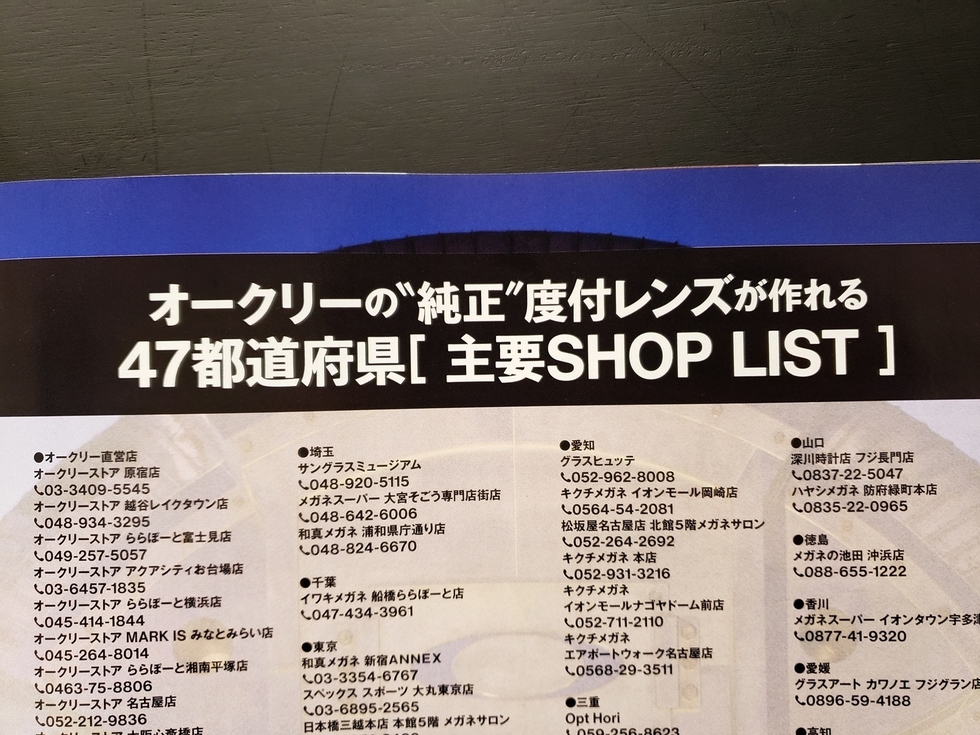 オークリーの“純正”度付レンズが作れる
47都道府県[ 主要SHOP LIST ]
●オークリー直営店
オークリーストア 原宿店
03-3409-5545
オークリーストア 越谷レイクタウン店
048-934-3295
オークリーストア ららぽーと富士見店
049-257-5057
オークリーストア アクアシティお台場店
03-6457-1835
オークリーストア ららぽーと横浜店
045-414-1844
オークリーストア MARK IS みなとみらい店
045-264-8014
オークリーストア ららぽーと湘南平塚店
0463-75-8806
オークリーストア 名古屋店
052-212-9836
オークリーストア 大阪心斎橋店
●埼玉
サングラスミュージアム
048-920-5115
メガネスーパー 大宮そごう専門店街店
048-642-6006
和真メガネ 浦和県庁通り店
048-824-6670
●千葉
イワキメガネ 船橋ららぽーと店
047-434-3961
●東京
和真メガネ 新宿ANNEX
03-3354-6767
スペックス スポーツ 大丸東京店
03-6895-2565
日本橋三越本店 本館5階 メガネサロン
●愛知
グラスヒュッテ
052-962-8008
キクチメガネ イオンモール岡崎店
0564-54-2081
松坂屋名古屋店 北館5階メガネサロン
052-264-2692
キクチメガネ 本店
052-931-3216
キクチメガネ
イオンモールナゴヤドーム前店
052-711-2110
キクチメガネ
エアポートウォーク名古屋店
0568-29-3511
●三重
Opt Hori
059-256-8623
●山口
深川時計店 フジ長門店
0837-22-5047
ハヤシメガネ 防府緑町本店
0835-22-0965
●徳島
メガネの池田 沖浜店
088-655-1222
●香川
メガネスーパー イオンタウン宇多津
0877-41-9320
●愛媛
グラスアート カワノエ フジグラン店
0896-59-4188
●高知